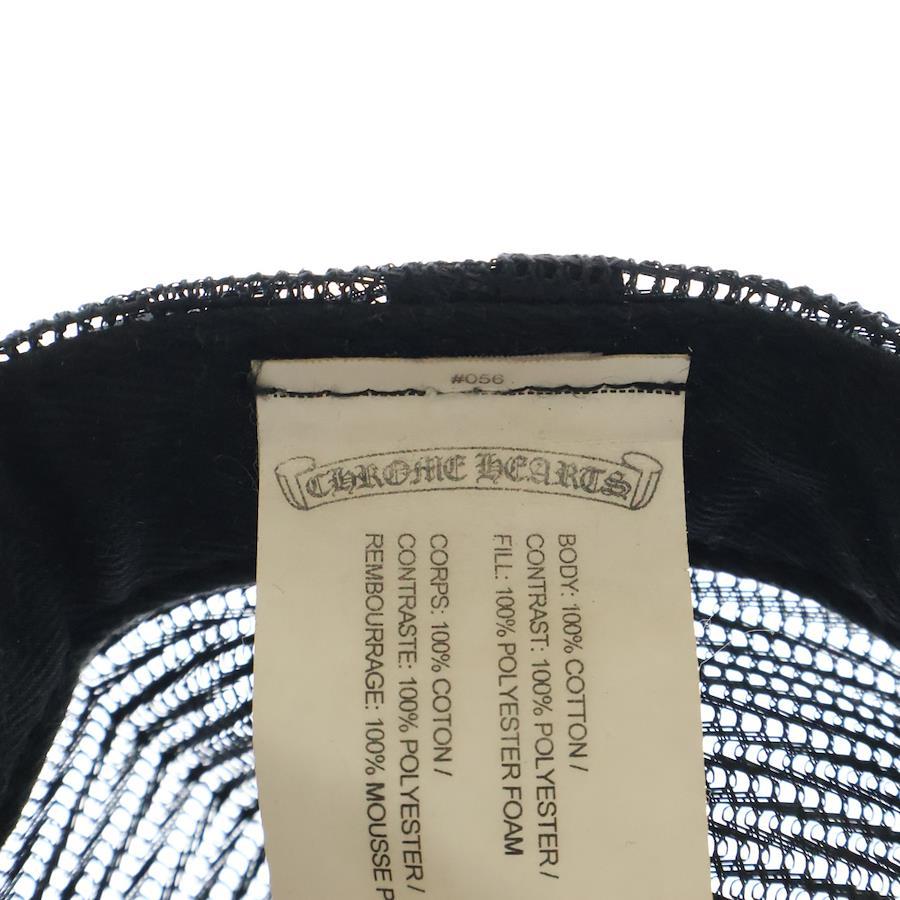 #056
CHROME HEARTS
BODY: 100% COTTON /
CONTRAST: 100% POLYESTER /
FILL: 100% POLYESTER FOAM
CORPS: 100% COTON /
CONTRASTE: 100% POLYESTER /
REMBOURRAGE: 100% MOUSSE P